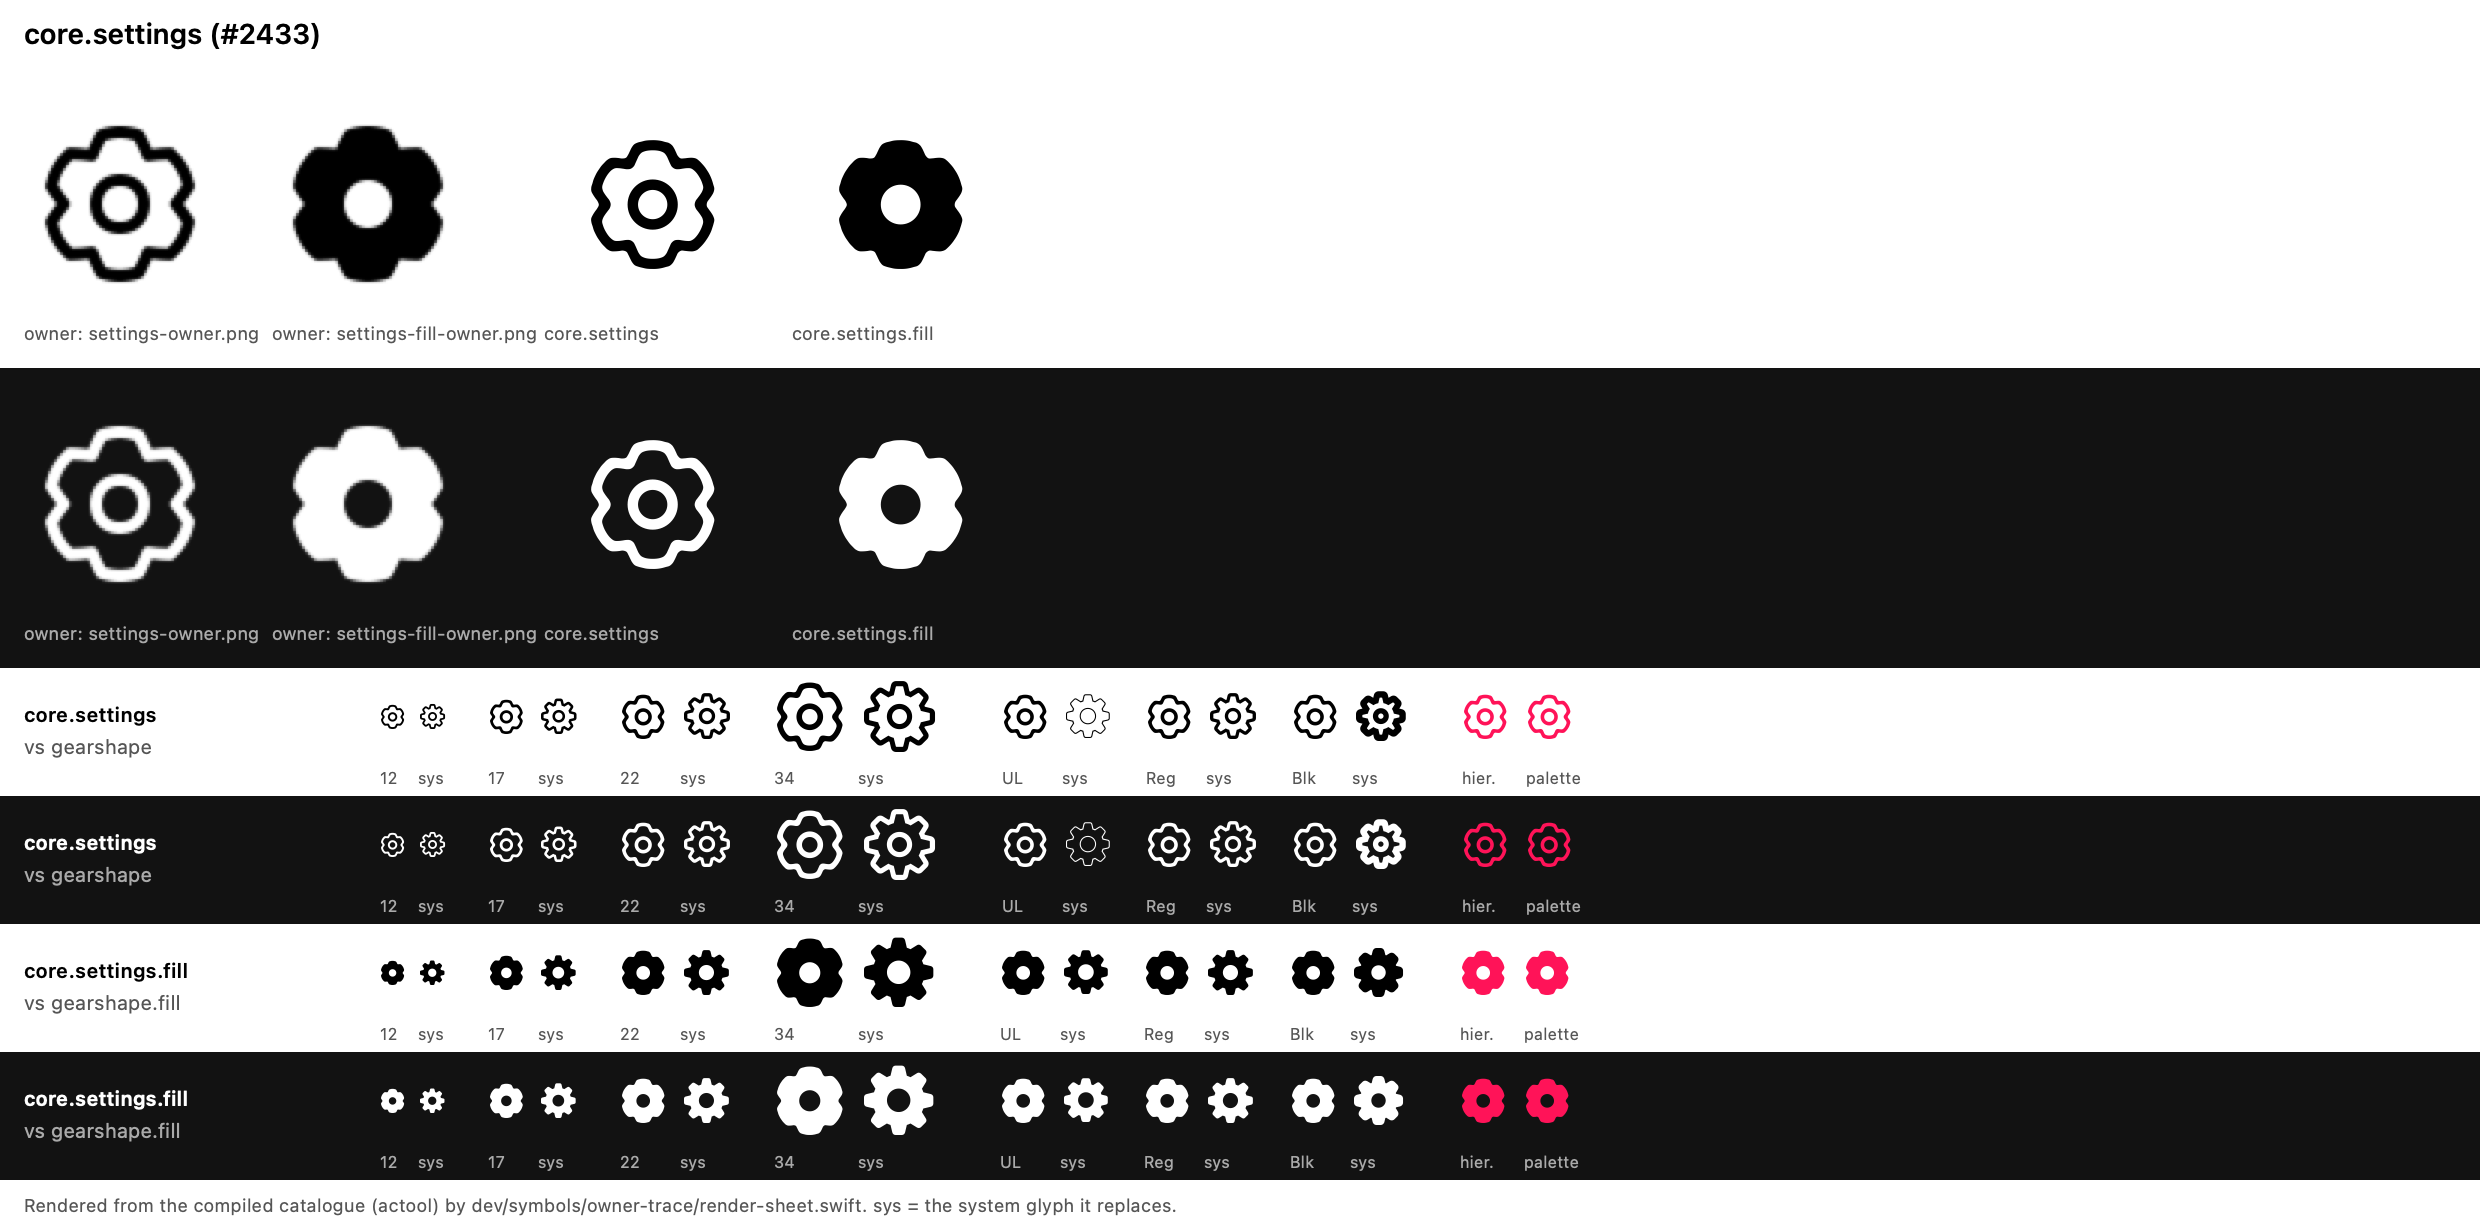 core.settings (#2433)
owner: settings-owner.png owner: settings-fill-owner.png core.settings core.settings.fill
owner: settings-owner.png owner: settings-fill-owner.png core.settings core.settings.fill
core.settings
vs gearshape
12 sys 17 sys 22 sys 34 sys UL sys Reg sys Blk sys hier. palette
core.settings
vs gearshape
12 sys 17 sys 22 sys 34 sys UL sys Reg sys Blk sys hier. palette
core.settings.fill
vs gearshape.fill
12 sys 17 sys 22 sys 34 sys UL sys Reg sys Blk sys hier. palette
core.settings.fill
vs gearshape.fill
12 sys 17 sys 22 sys 34 sys UL sys Reg sys Blk sys hier. palette
Rendered from the compiled catalogue (actool) by dev/symbols/owner-trace/render-sheet.swift. sys = the system glyph it replaces.